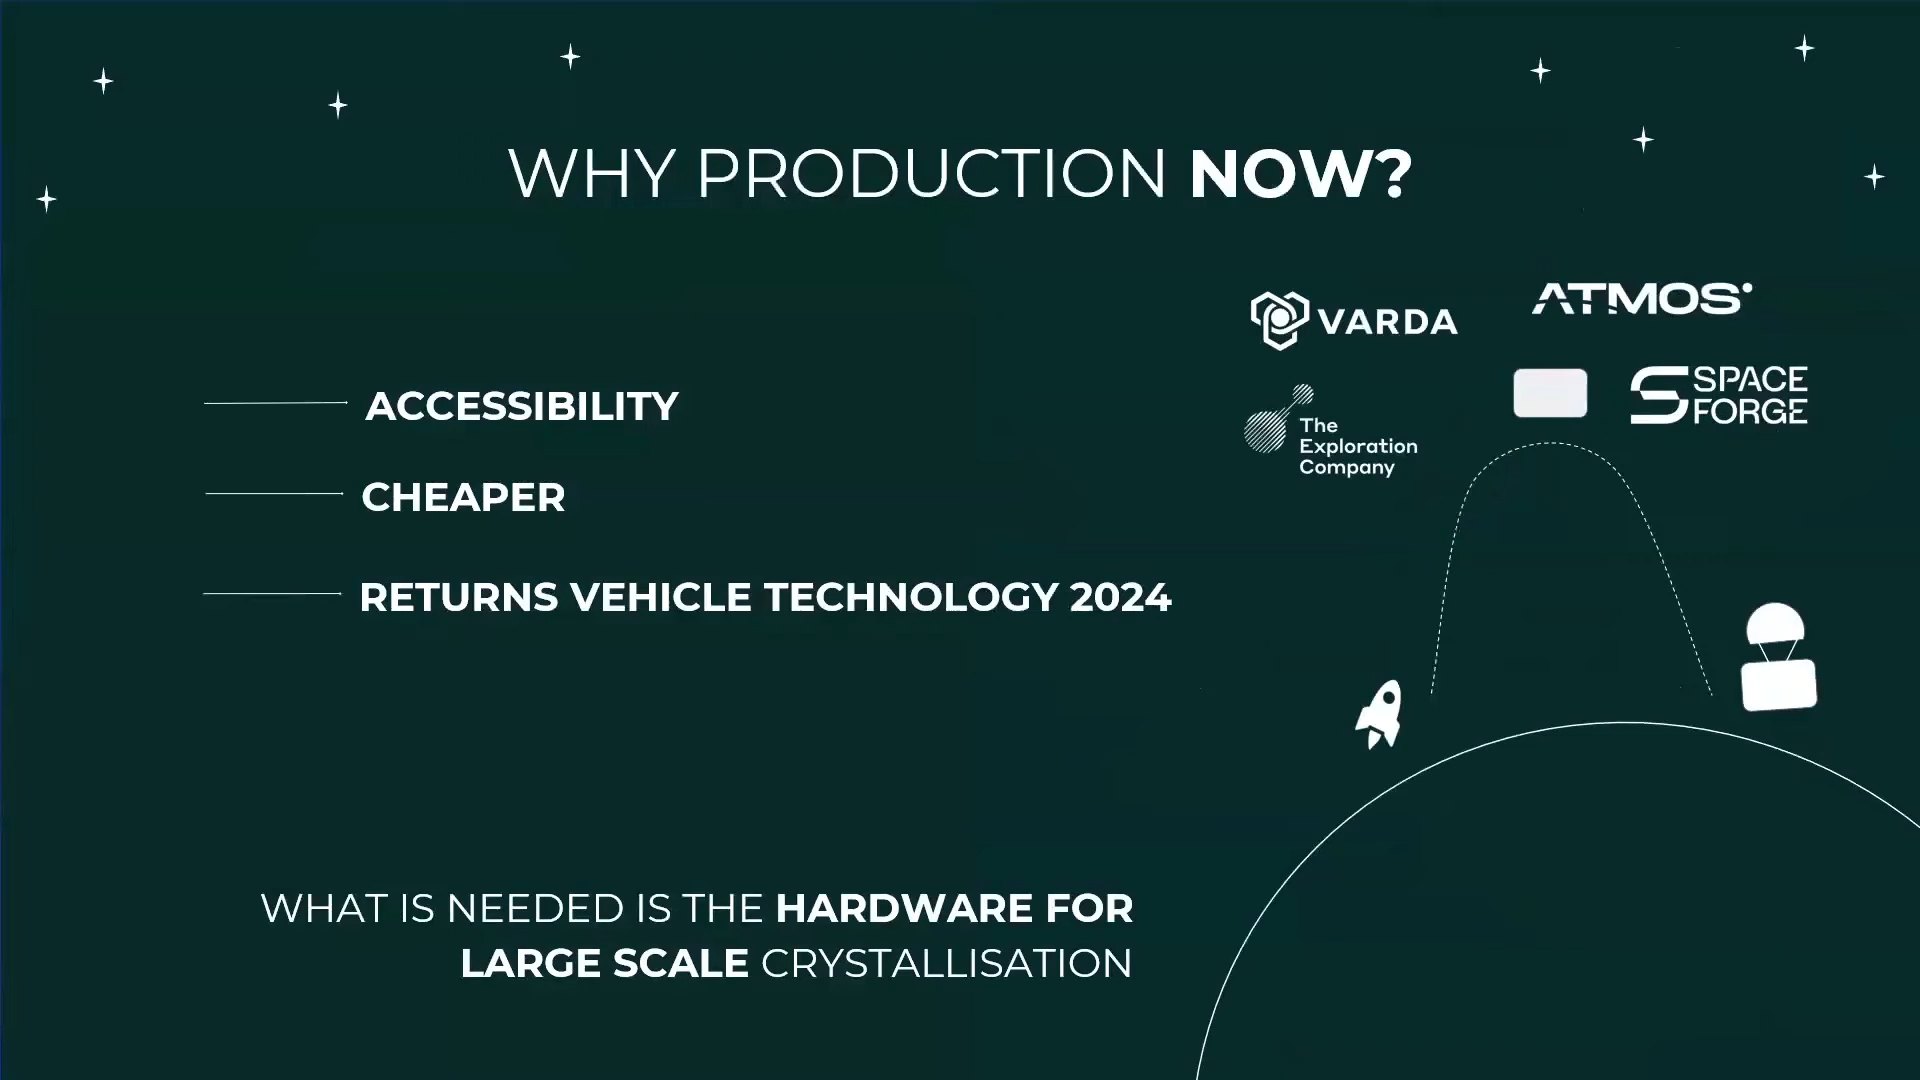 WHY PRODUCTION NOW?
VARDA
ATMOS
SPACE
FORGE
The
Exploration
Company
ACCESSIBILITY
CHEAPER
RETURNS VEHICLE TECHNOLOGY 2024
WHAT IS NEEDED IS THE HARDWARE FOR
LARGE SCALE CRYSTALLISATION